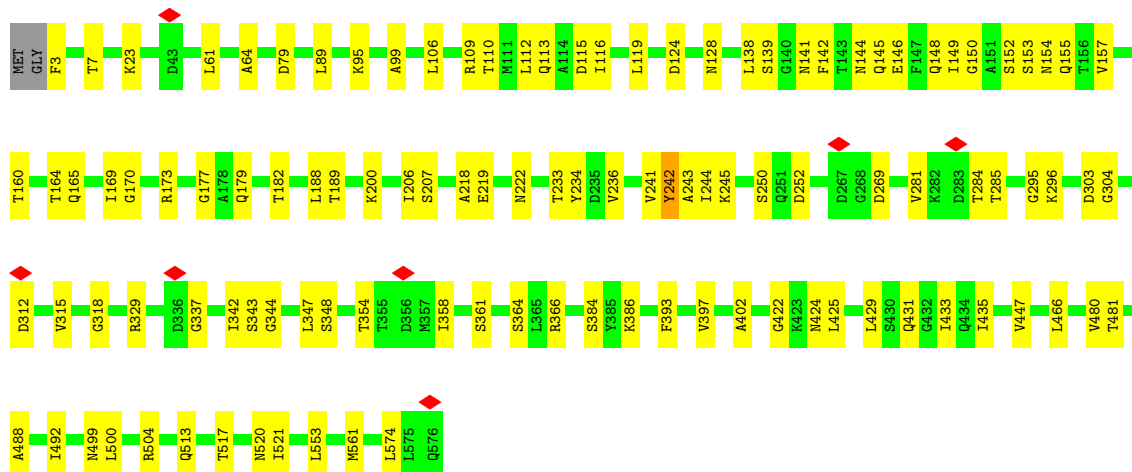 MET GLY F3 T7 K23 D43 L61 A64 D79 L89 K95 A99 L106 R109 T110 M111 L112 Q113 A114 D115 I116 L119 D124 N128 L138 S139 G140 N141 F142 T143 N144 Q145 E146 F147 Q148 I149 G150 A151 S152 S153 N154 Q155 T156 V157
T160 T164 Q165 I169 G170 R173 G177 A178 Q179 T182 L188 T189 K200 I206 S207 A218 E219 N222 T233 Y234 D235 V236 V241 Y242 A243 I244 K245 S250 Q251 D252 D267 G268 D269 V281 K282 D283 T284 T285 G295 K296 D303 G304
D312 V315 G318 R329 D336 G337 I342 S343 G344 L347 S348 T354 T355 D356 M357 I358 S361 S364 L365 R366 S384 Y385 K386 F393 V397 A402 G422 K423 N424 L425 L429 S430 Q431 G432 I433 Q434 I435 V447 L466 V480 T481
A488 I492 N499 L500 R504 Q513 T517 N520 I521 L553 M561 L574 L575 Q576